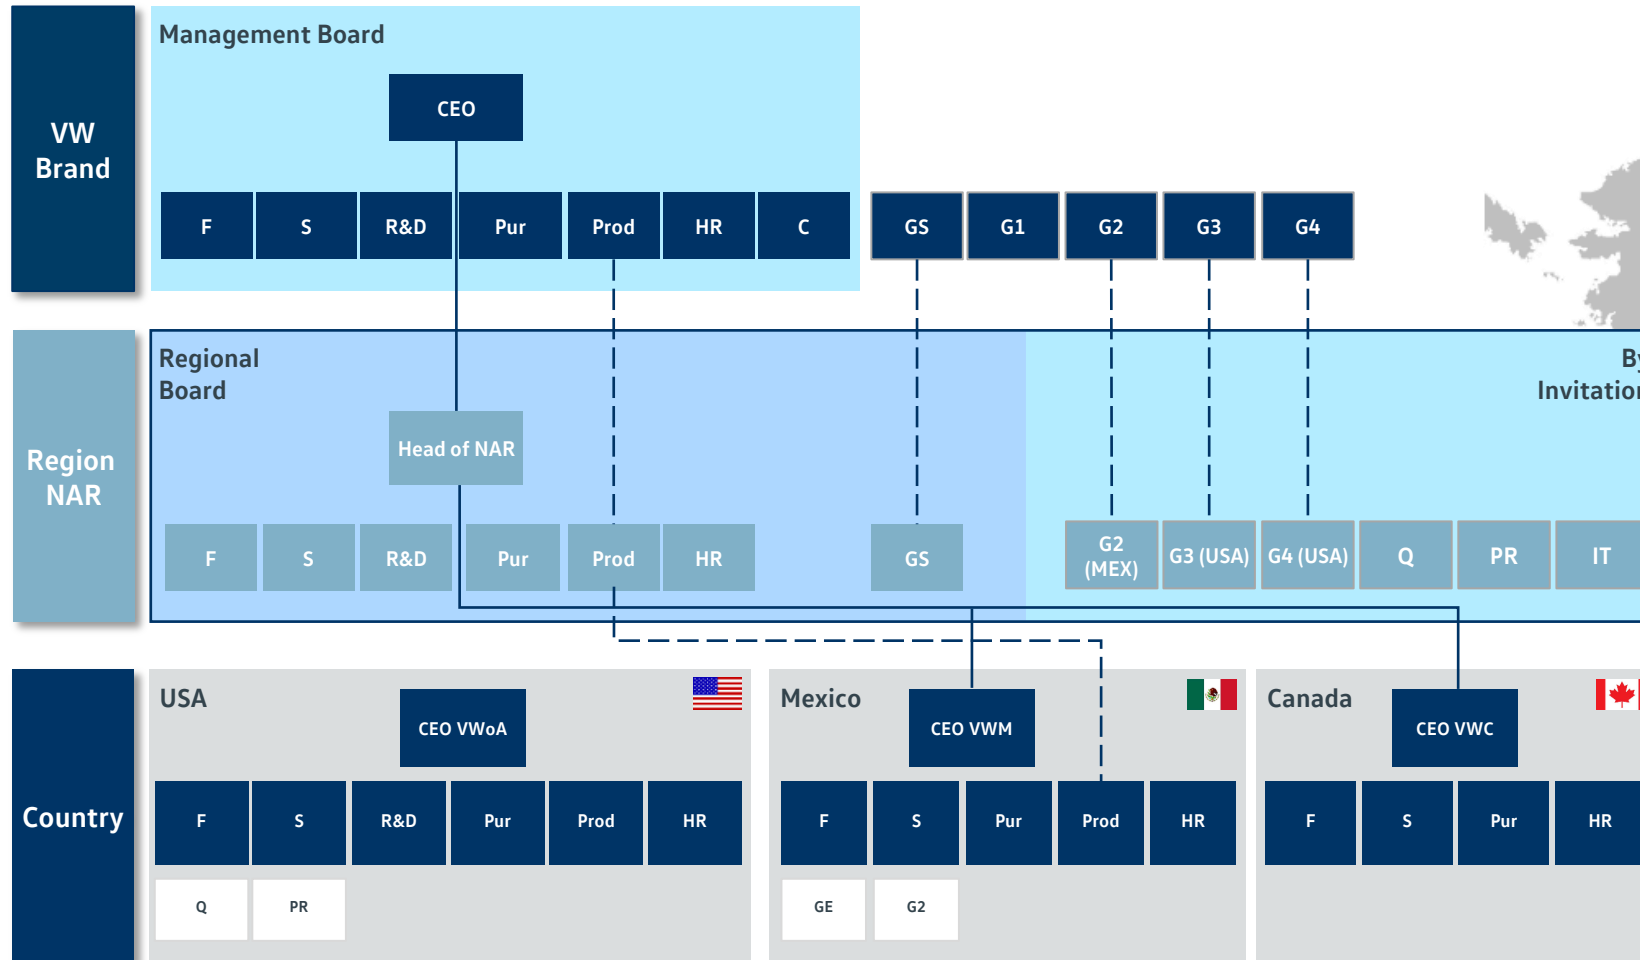 Management Board
CEO
VW
Brand
F S R&D Pur Prod HR C GS G1 G2 G3 G4
Regional
Board
By
Invitation
Head of NAR
Region
NAR
F S R&D Pur Prod HR GS G2
(MEX) G3 (USA) G4 (USA) Q PR IT
USA
CEO VWoA
Mexico
CEO VWM
Canada
CEO VWC
Country
F S R&D Pur Prod HR F S Pur Prod HR F S Pur HR
Q PR GE G2